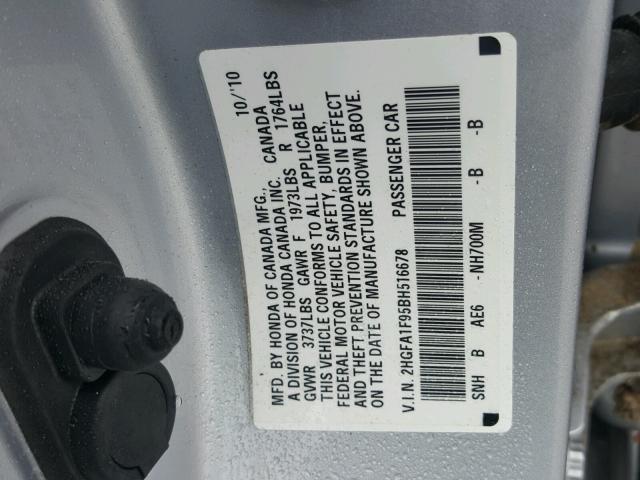 MFD. BY HONDA OF CANADA MFG., 10/'10
A DIVISION OF HONDA CANADA INC. CANADA
GVWR 3737LBS GAWR F 1973LBS R 1764LBS
THIS VEHICLE CONFORMS TO ALL APPLICABLE
FEDERAL MOTOR VEHICLE SAFETY, BUMPER,
AND THEFT PREVENTION STANDARDS IN EFFECT
ON THE DATE OF MANUFACTURE SHOWN ABOVE.
V.I.N. 2HGFA1F95BH516678 PASSENGER CAR
SNH B AE6 -NH700M -B -B